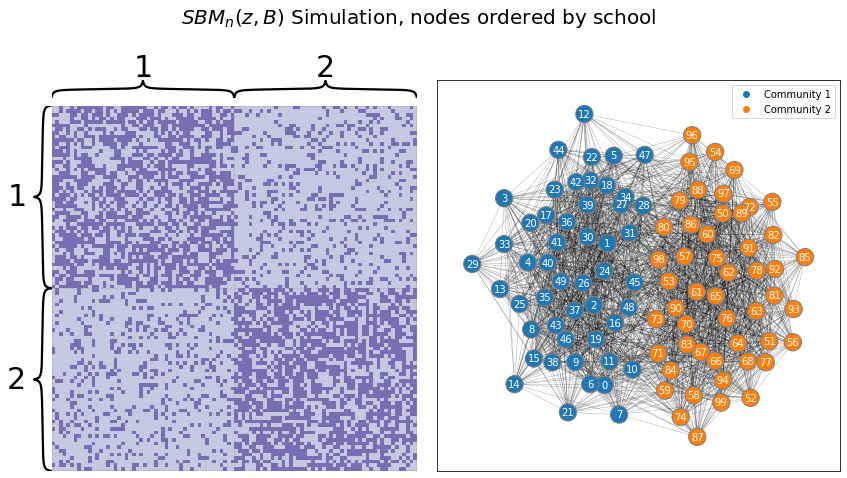 SBM_n(z, B) Simulation, nodes ordered by school
1 2
1
2
Community 1
Community 2
12
96
44 22 5 47 95 54
69
42 32 18
23 88 97
3 34 79 55
39 27 28 72
17 50 89
20 36 80 86
31 60 82
33 41 30 1
91
29 4 40 98 57 75 85
24 62 78 92
49 26 45 53
13 61 65 81
25 35 2 48 90 63 93
37 76
43 16 73 70
8 46 19 83 64 51 56
15 38 9 11 71 67 66 68 77
10 84
14 6 0 94
59 58 52
99
21 7 74
87